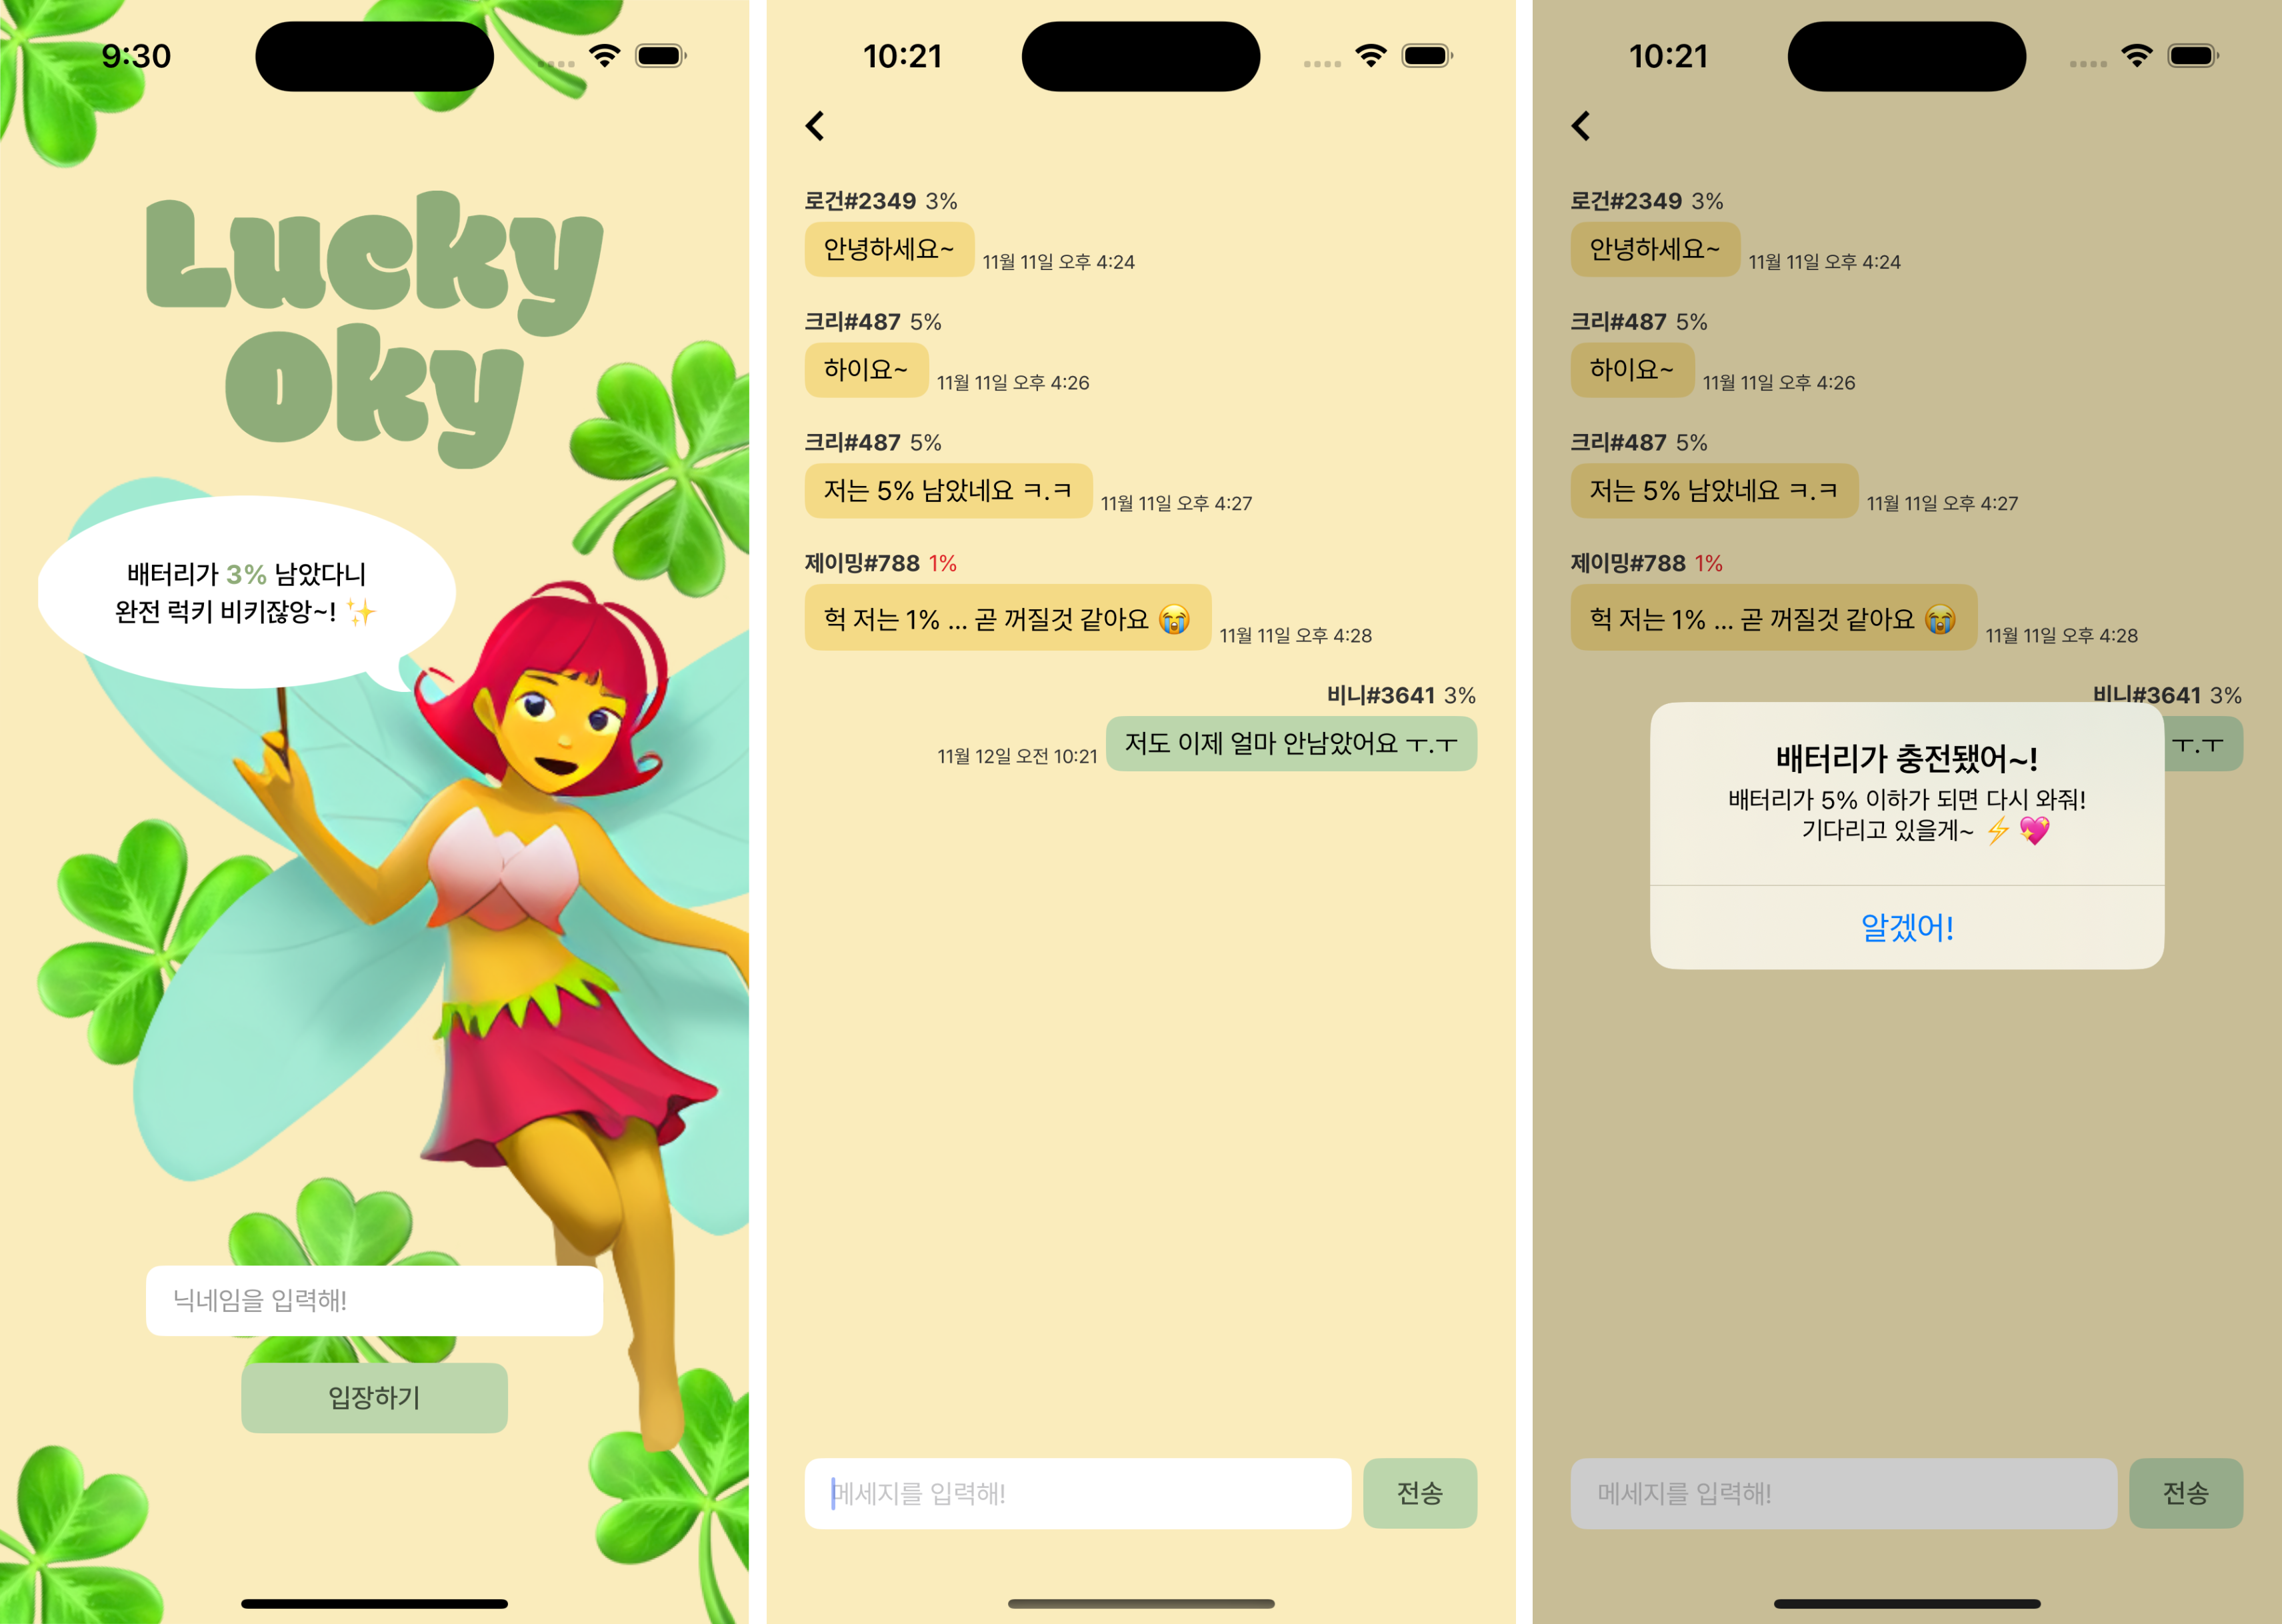 9:30
Lucky
Oky
배터리가 3% 남았다니
완전 럭키 비키잖앙~! ✨
닉네임을 입력해!
입장하기
10:21
로건#2349 3%
안녕하세요~ 11월 11일 오후 4:24
크리#487 5%
하이요~ 11월 11일 오후 4:26
크리#487 5%
저는 5% 남았네요 ㅋ.ㅋ 11월 11일 오후 4:27
제이밍#788 1%
헉 저는 1% ... 곧 꺼질것 같아요 😭 11월 11일 오후 4:28
비니#3641 3%
11월 12일 오전 10:21 저도 이제 얼마 안남았어요 ㅜ.ㅜ
메세지를 입력해!
전송
10:21
로건#2349 3%
안녕하세요~ 11월 11일 오후 4:24
크리#487 5%
하이요~ 11월 11일 오후 4:26
크리#487 5%
저는 5% 남았네요 ㅋ.ㅋ 11월 11일 오후 4:27
제이밍#788 1%
헉 저는 1% ... 곧 꺼질것 같아요 😭 11월 11일 오후 4:28
비니#3641 3%
ㅜ.ㅜ
배터리가 충전됐어~!
배터리가 5% 이하가 되면 다시 와줘!
기다리고 있을게~ ⚡ 💖
알겠어!
메세지를 입력해!
전송